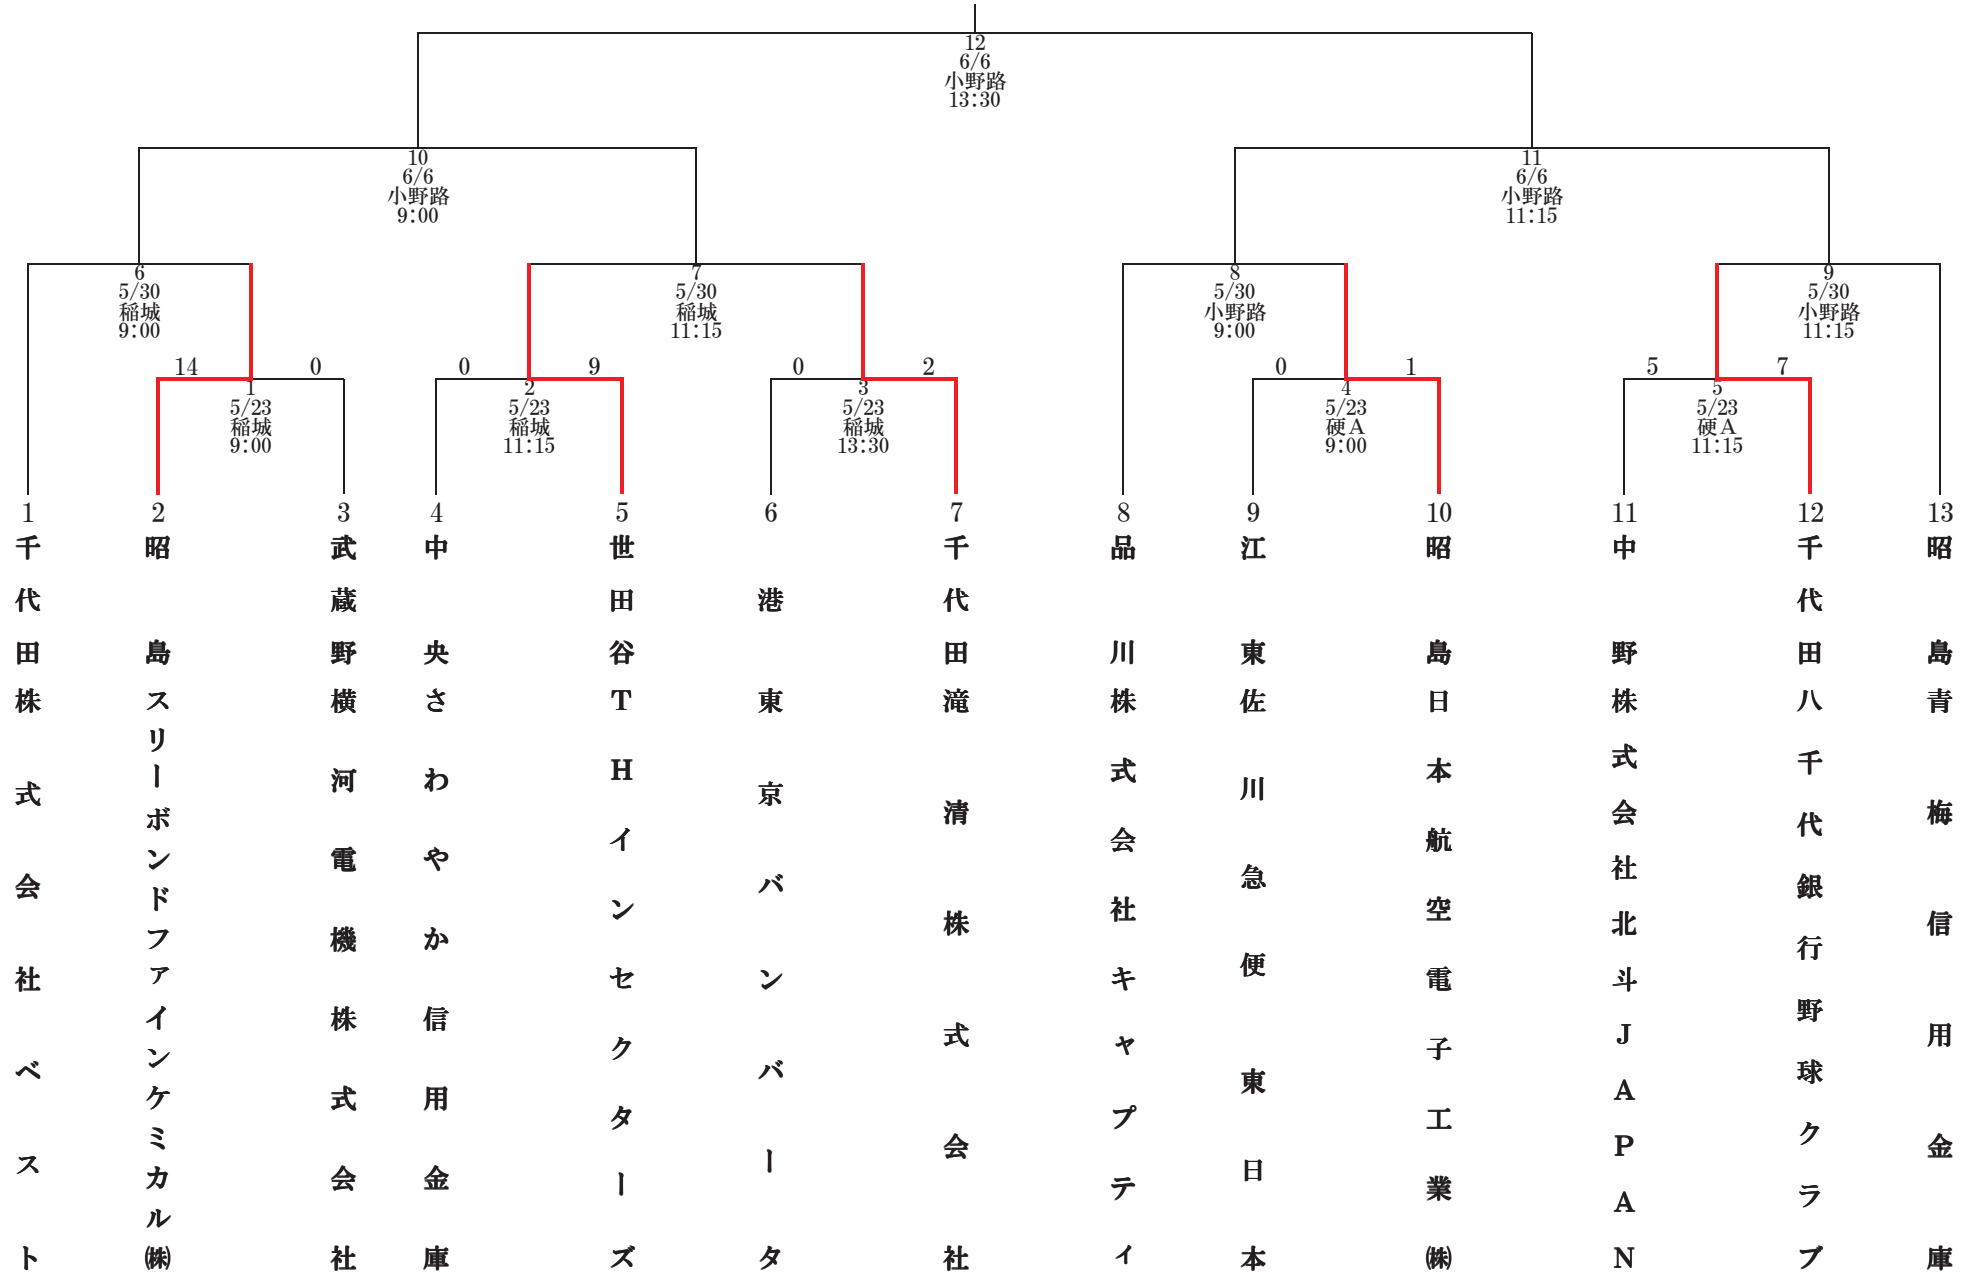 12
6/6
小野路
13:30
10
6/6
小野路
9:00
11
6/6
小野路
11:15
6
5/30
稲城
9:00
7
5/30
稲城
11:15
8
5/30
小野路
9:00
9
5/30
小野路
11:15
14 0
1
5/23
稲城
9:00
0 9
2
5/23
稲城
11:15
0 2
3
5/23
稲城
13:30
0 1
4
5/23
硬A
9:00
5 7
5
5/23
硬A
11:15
1
千代田
株式会社ベスト
2
昭島
スリーボンドファインケミカル㈱
3
武蔵野
横河電機株式会社
4
中央
さわやか信用金庫
5
世田谷
THインセクターズ
6
港
東京バンバータ
7
千代田
滝清株式会社
8
品川
株式会社キャプティ
9
江東
佐川急便東日本
10
昭島
日本航空電子工業㈱
11
中野
株式会社北斗JAPAN
12
千代田
八千代銀行野球クラブ
13
昭島
青梅信用金庫